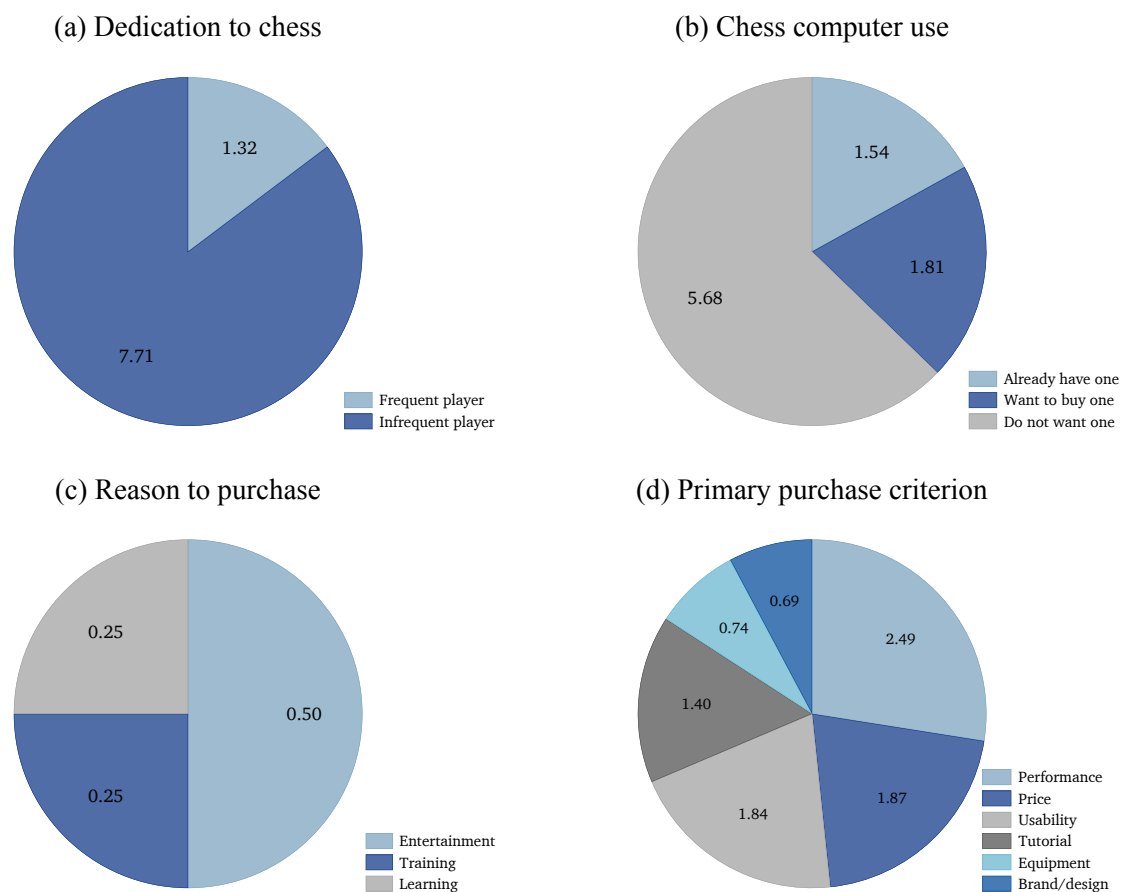 (a) Dedication to chess
1.32
7.71
Frequent player
Infrequent player
(b) Chess computer use
1.54
1.81
5.68
Already have one
Want to buy one
Do not want one
(c) Reason to purchase
0.25
0.50
0.25
Entertainment
Training
Learning
(d) Primary purchase criterion
0.69
0.74
2.49
1.40
1.87
1.84
Performance
Price
Usability
Tutorial
Equipment
Brand/design